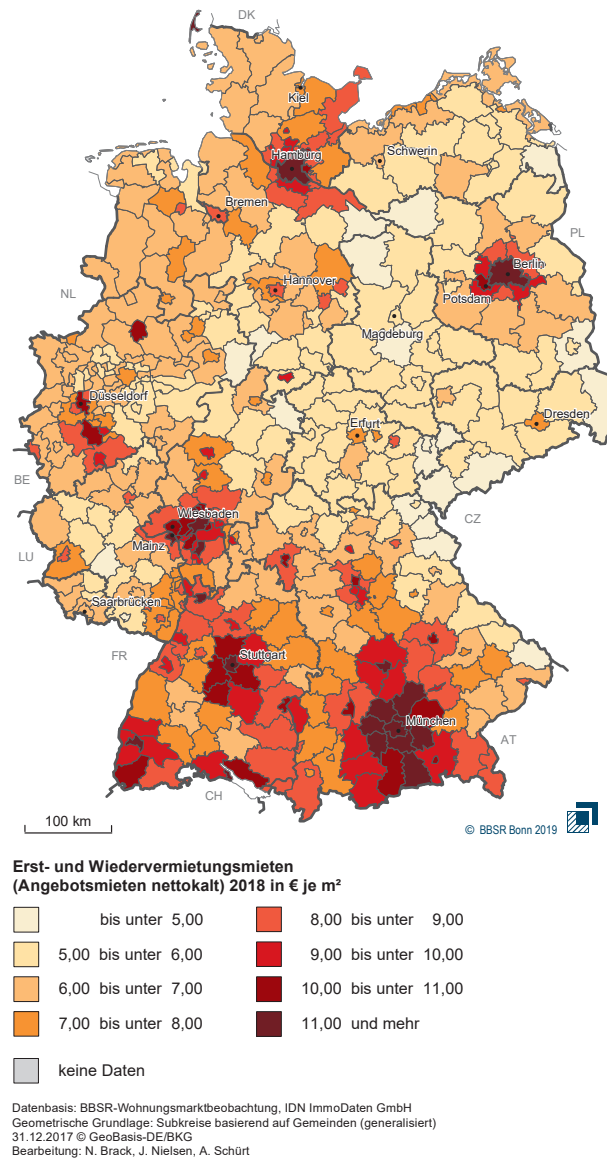 DK
Kiel
Hamburg
Schwerin
Bremen
PL
Berlin
NL
Hannover
Potsdam
Magdeburg
Düsseldorf
Erfurt
Dresden
BE
Wiesbaden
CZ
LU
Mainz
Saarbrücken
FR
Stuttgart
München
AT
CH
100 km
© BBSR Bonn 2019
Erst- und Wiedervermietungsmieten
(Angebotsmieten nettokalt) 2018 in € je m²
bis unter 5,00
5,00 bis unter 6,00
6,00 bis unter 7,00
7,00 bis unter 8,00
8,00 bis unter 9,00
9,00 bis unter 10,00
10,00 bis unter 11,00
11,00 und mehr
keine Daten
Datenbasis: BBSR-Wohnungsmarktbeobachtung, IDN ImmoDaten GmbH
Geometrische Grundlage: Subkreise basierend auf Gemeinden (generalisiert)
31.12.2017 © GeoBasis-DE/BKG
Bearbeitung: N. Brack, J. Nielsen, A. Schürt